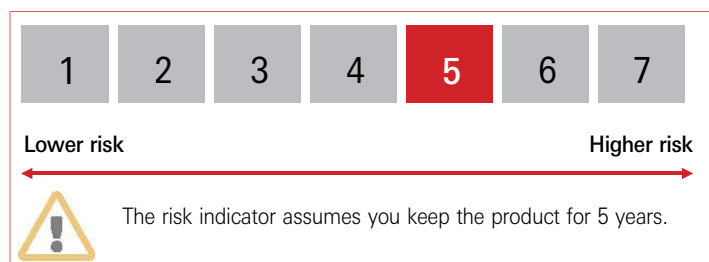 1 2 3 4 5 6 7
Lower risk Higher risk
The risk indicator assumes you keep the product for 5 years.